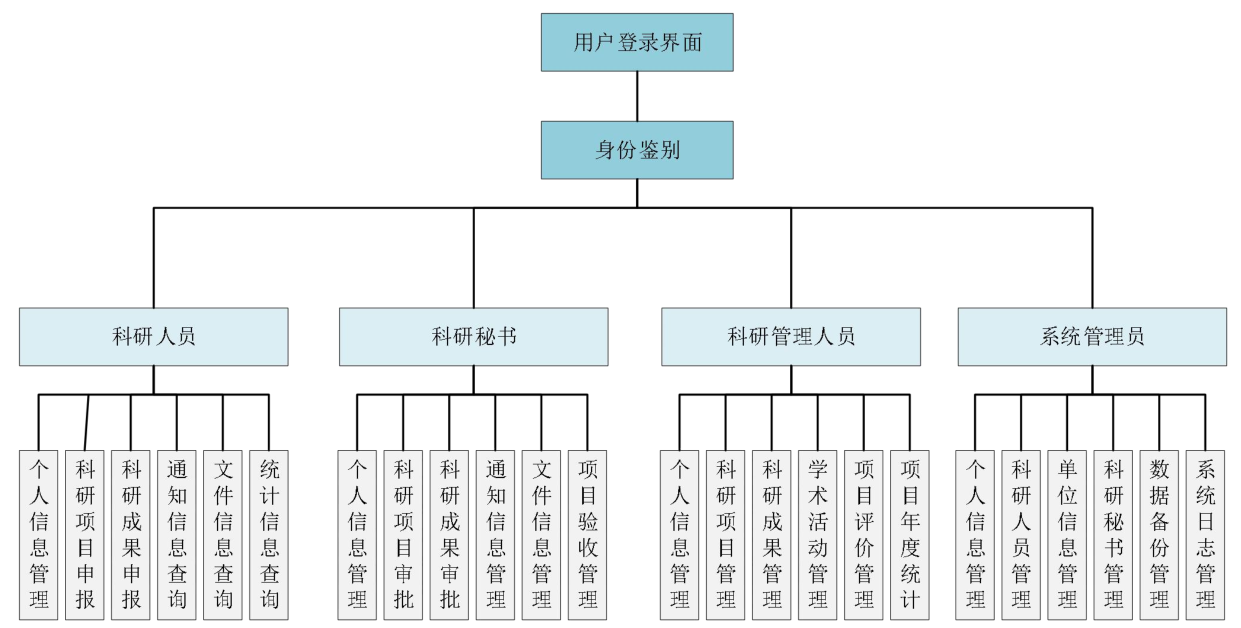 用户登录界面
身份鉴别
科研人员
科研秘书
科研管理人员
系统管理员
个人信息管理
科研项目申报
科研成果申报
通知信息查询
文件信息查询
统计信息查询
个人信息管理
科研项目审批
科研成果审批
通知信息管理
文件信息管理
项目验收管理
个人信息管理
科研项目管理
科研成果管理
学术活动管理
项目评价管理
项目年度统计
个人信息管理
科研人员管理
单位信息管理
科研秘书管理
数据备份管理
系统日志管理